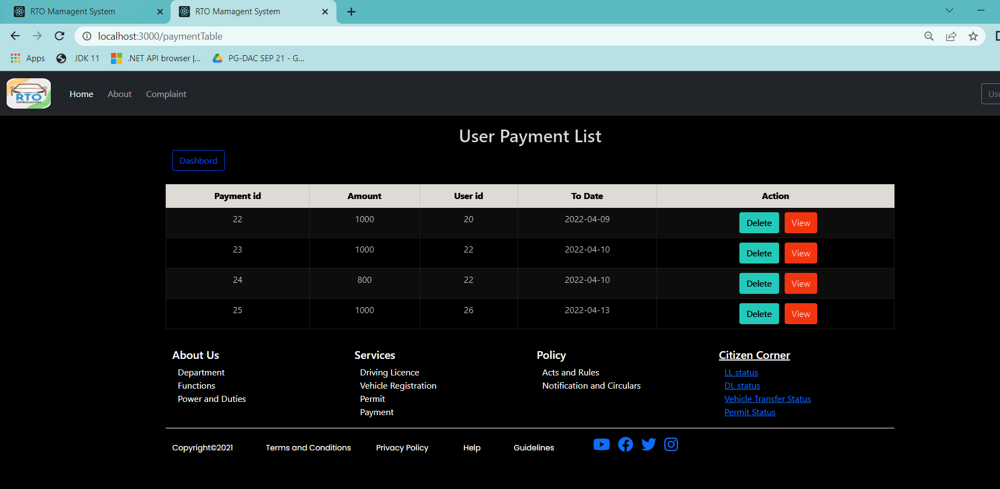 RTO Mamagent System
RTO Mamagent System
localhost:3000/paymentTable
Apps JDK 11 .NET API browser |... PG-DAC SEP 21 - G...
RTO
INFROMATION
Home About Complaint
Use
User Payment List
Dashbord
Payment id Amount User id To Date Action
22 1000 20 2022-04-09 Delete View
23 1000 22 2022-04-10 Delete View
24 800 22 2022-04-10 Delete View
25 1000 26 2022-04-13 Delete View
About Us
Department
Functions
Power and Duties
Services
Driving Licence
Vehicle Registration
Permit
Payment
Policy
Acts and Rules
Notification and Circulars
Citizen Corner
LL status
DL status
Vehicle Transfer Status
Permit Status
Copyright©2021 Terms and Conditions Privacy Policy Help Guidelines